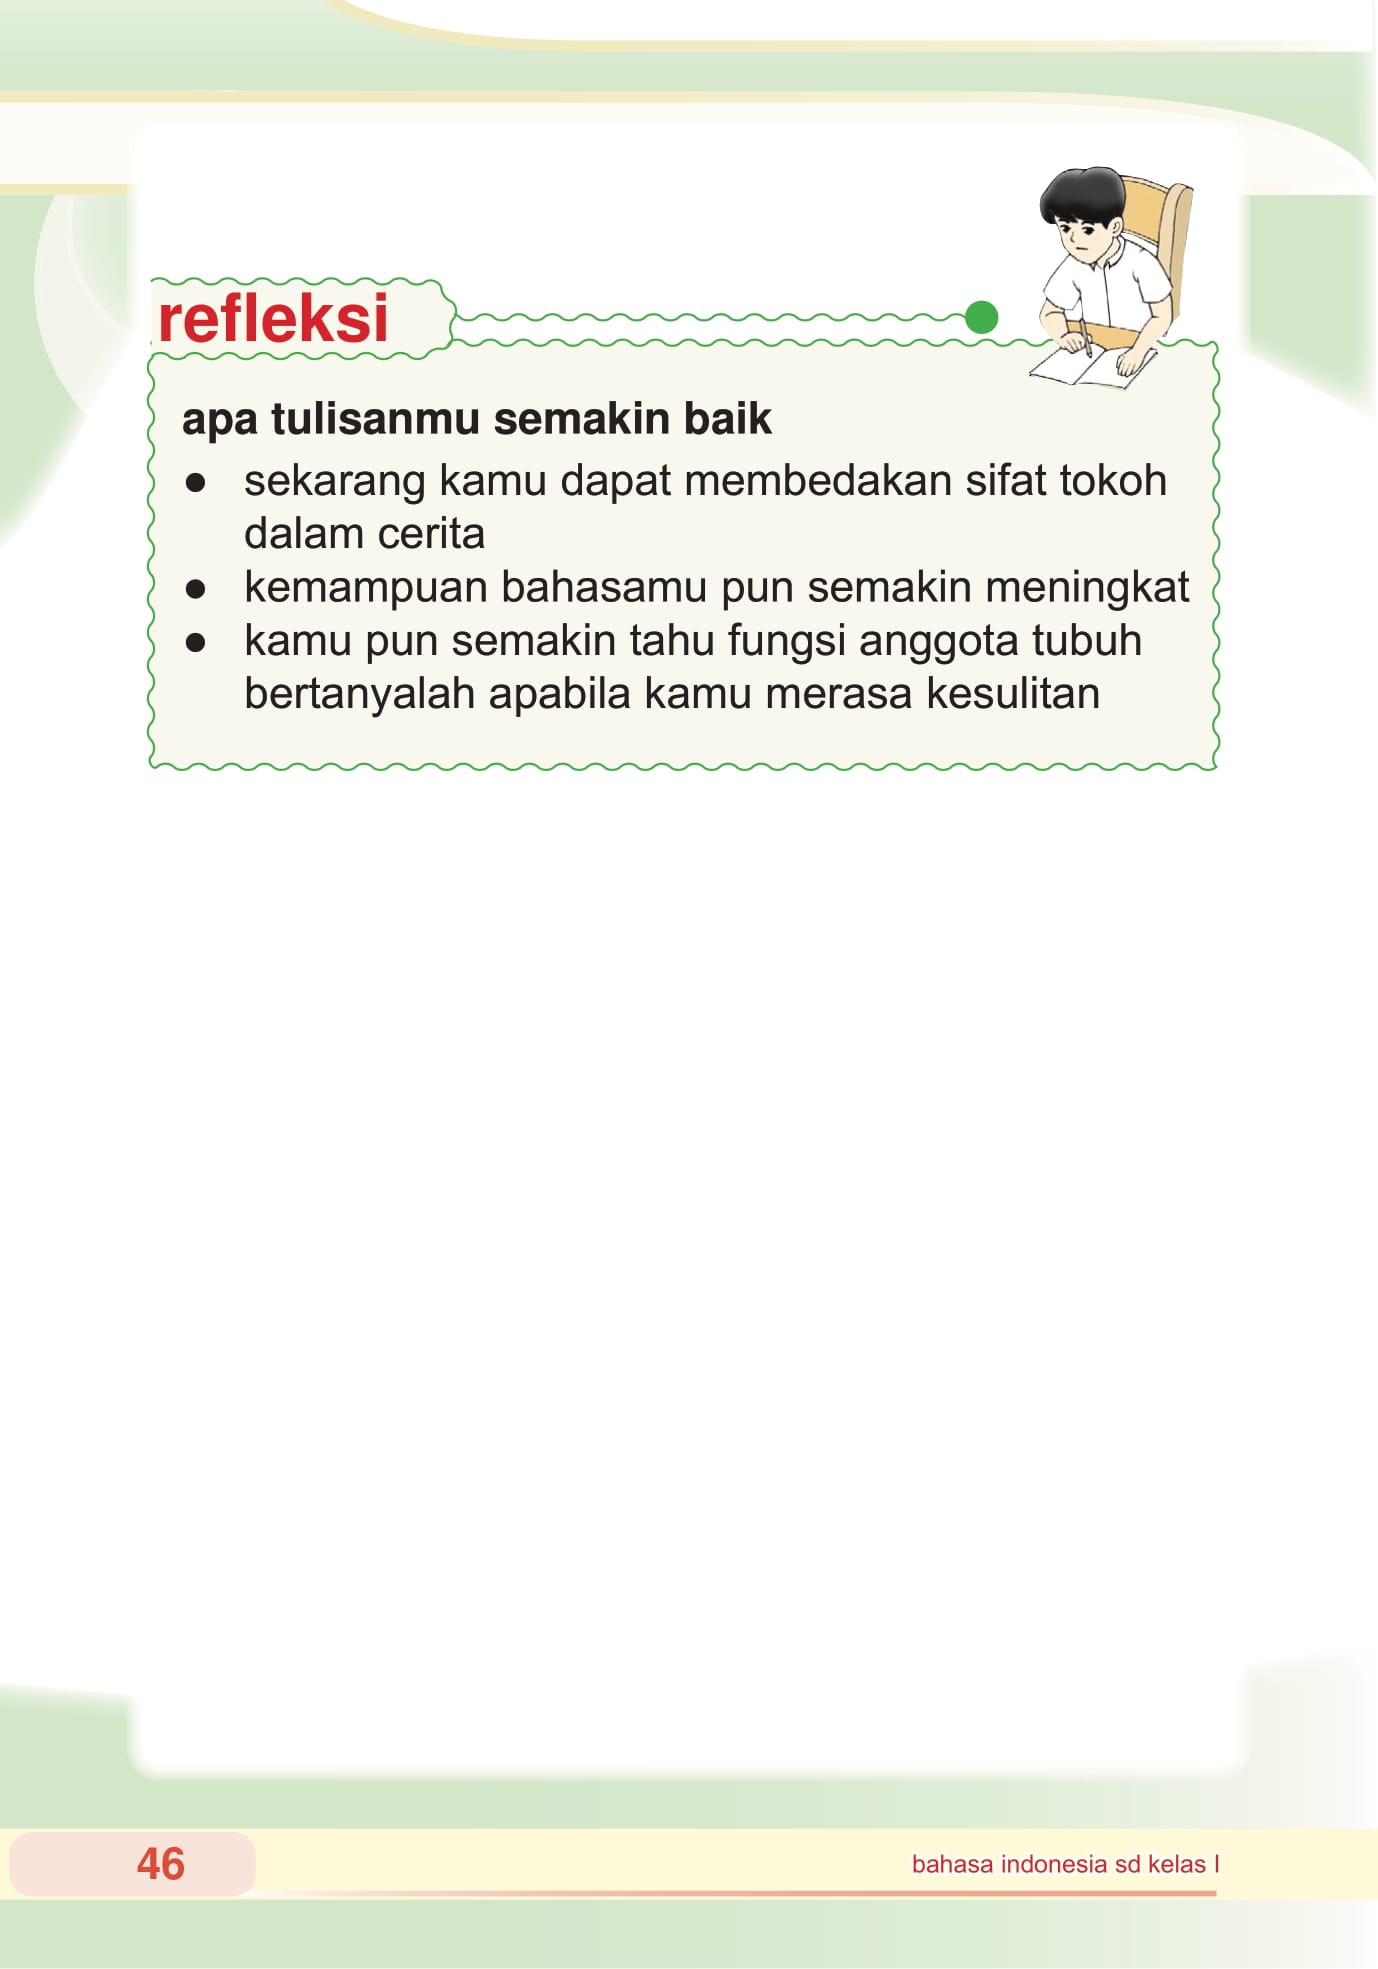 refleksi
apa tulisanmu semakin baik
● sekarang kamu dapat membedakan sifat tokoh
dalam cerita
● kemampuan bahasamu pun semakin meningkat
● kamu pun semakin tahu fungsi anggota tubuh
bertanyalah apabila kamu merasa kesulitan
46
bahasa indonesia sd kelas I